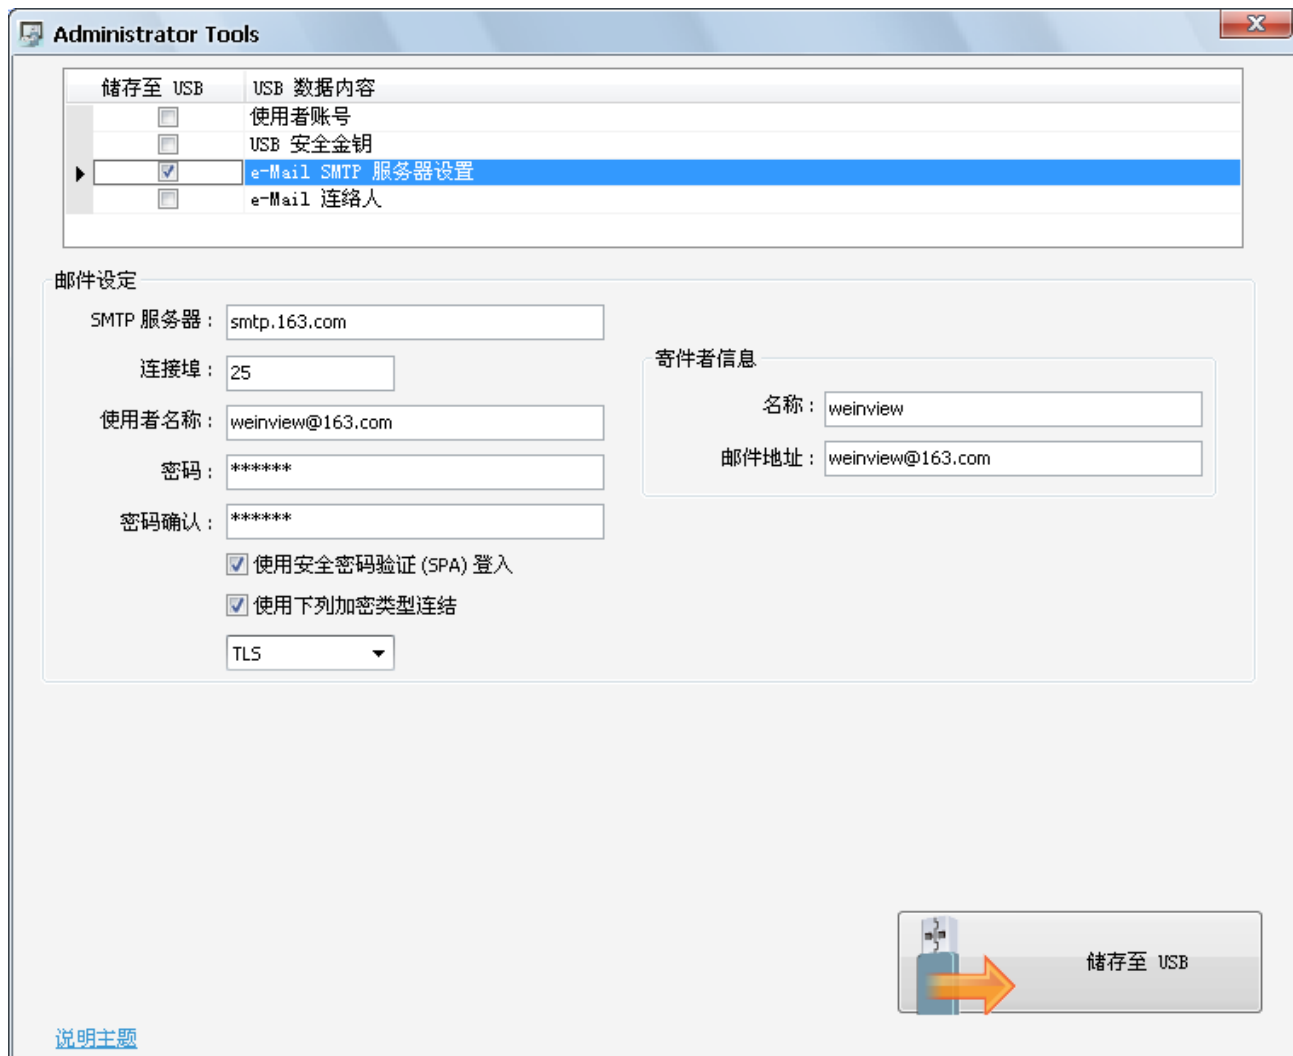 Administrator Tools
储存至 USB USB 数据内容
使用者账号
USB 安全金钥
e-Mail SMTP 服务器设置
e-Mail 连络人
邮件设定
SMTP 服务器： smtp.163.com
连接埠： 25
使用者名称： weinview@163.com
密码： ******
密码确认： ******
使用安全密码验证 (SPA) 登入
使用下列加密类型连结
TLS
寄件者信息
名称： weinview
邮件地址： weinview@163.com
储存至 USB
说明主题